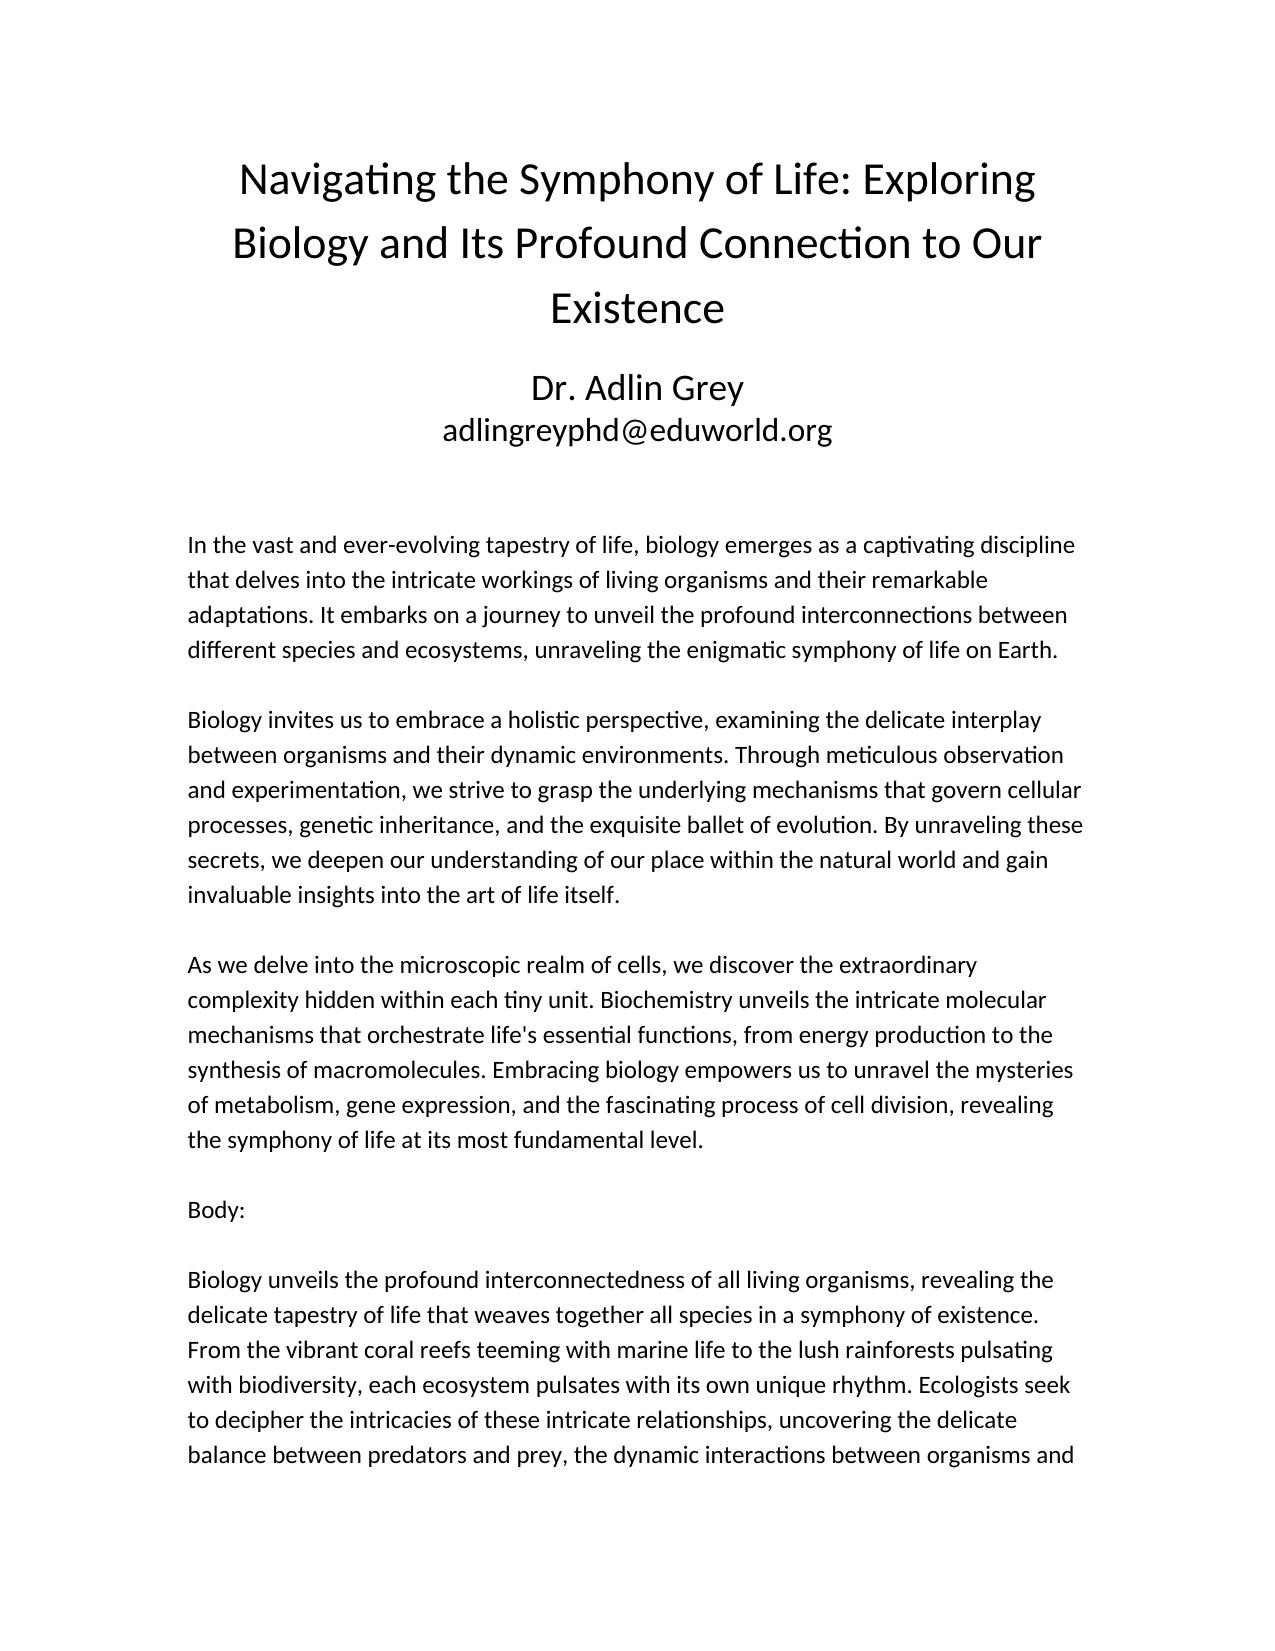 Navigating the Symphony of Life: Exploring
Biology and Its Profound Connection to Our
Existence
Dr. Adlin Grey
adlingreyphd@eduworld.org
In the vast and ever-evolving tapestry of life, biology emerges as a captivating discipline
that delves into the intricate workings of living organisms and their remarkable
adaptations. It embarks on a journey to unveil the profound interconnections between
different species and ecosystems, unraveling the enigmatic symphony of life on Earth.
Biology invites us to embrace a holistic perspective, examining the delicate interplay
between organisms and their dynamic environments. Through meticulous observation
and experimentation, we strive to grasp the underlying mechanisms that govern cellular
processes, genetic inheritance, and the exquisite ballet of evolution. By unraveling these
secrets, we deepen our understanding of our place within the natural world and gain
invaluable insights into the art of life itself.
As we delve into the microscopic realm of cells, we discover the extraordinary
complexity hidden within each tiny unit. Biochemistry unveils the intricate molecular
mechanisms that orchestrate life's essential functions, from energy production to the
synthesis of macromolecules. Embracing biology empowers us to unravel the mysteries
of metabolism, gene expression, and the fascinating process of cell division, revealing
the symphony of life at its most fundamental level.
Body:
Biology unveils the profound interconnectedness of all living organisms, revealing the
delicate tapestry of life that weaves together all species in a symphony of existence.
From the vibrant coral reefs teeming with marine life to the lush rainforests pulsating
with biodiversity, each ecosystem pulsates with its own unique rhythm. Ecologists seek
to decipher the intricacies of these intricate relationships, uncovering the delicate
balance between predators and prey, the dynamic interactions between organisms and